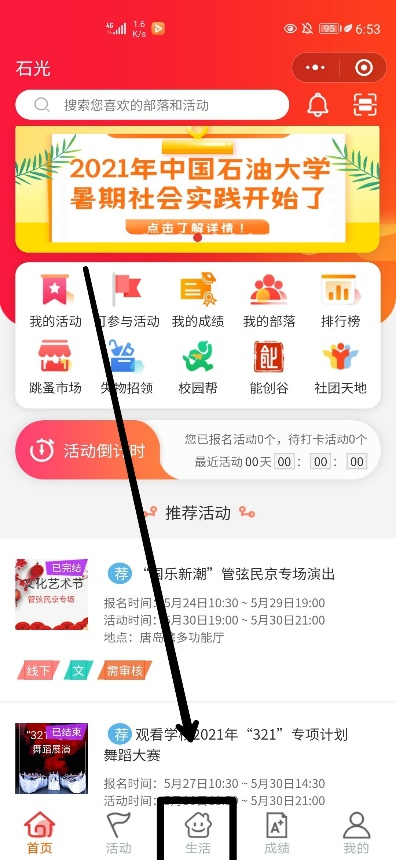 4G 1.6 K/s 95 6:53
石光
搜索您喜欢的部落和活动
2021年中国石油大学
暑期社会实践开始了
点击了解详情！
我的活动 可参与活动 我的成绩 我的部落 排行榜
跳蚤市场 失物招领 校园帮 能创谷 社团天地
活动倒计时
您已报名活动0个，待打卡活动0个
最近活动 00天 00 : 00 : 00
推荐活动
已完结
文化艺术节
管弦民京专场
荐 “国乐新潮”管弦民京专场演出
报名时间：5月24日10:30 ~ 5月29日19:00
活动时间：5月30日19:00 ~ 5月30日21:00
地点：唐岛湾多功能厅
线下 文 需审核
已结束
“321”
舞蹈展演
荐 观看学校2021年“321”专项计划
舞蹈大赛
报名时间：5月27日10:30 ~ 5月30日14:30
活动时间： ~ 5月30日21:00
首页 活动 生活 成绩 我的